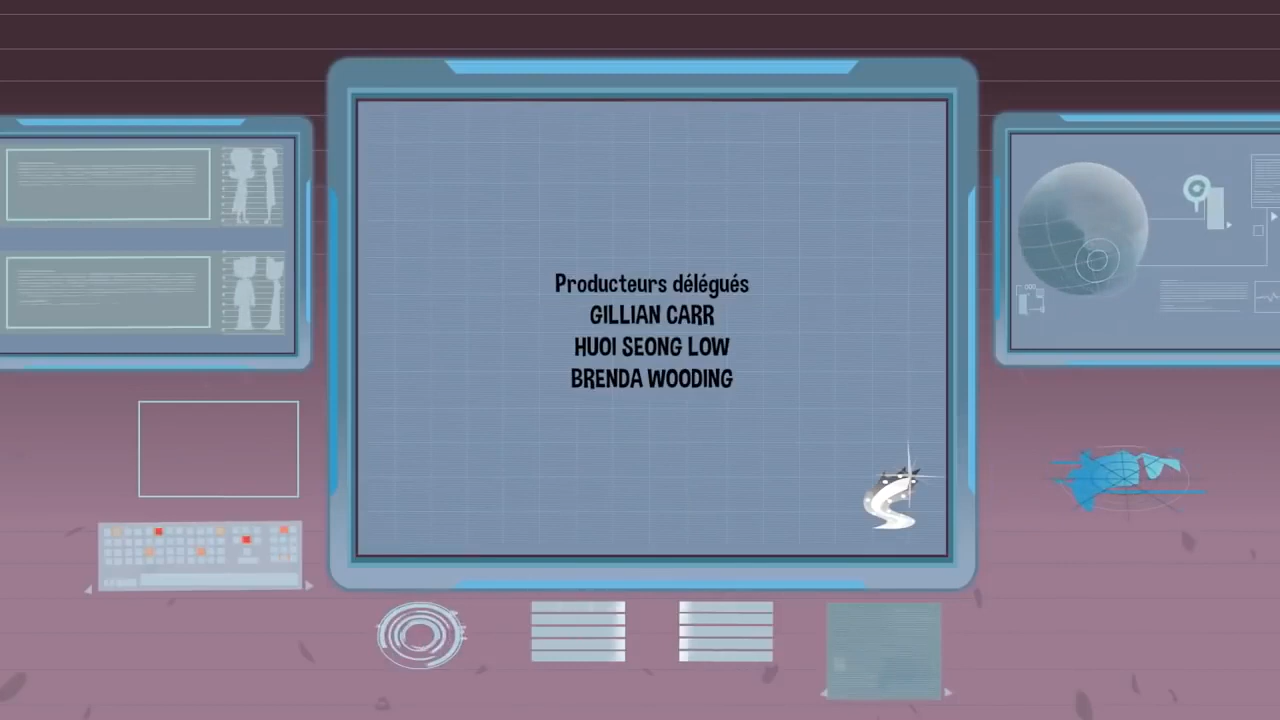 Producteurs délégués
GILLIAN CARR
HUOI SEONG LOW
BRENDA WOODING